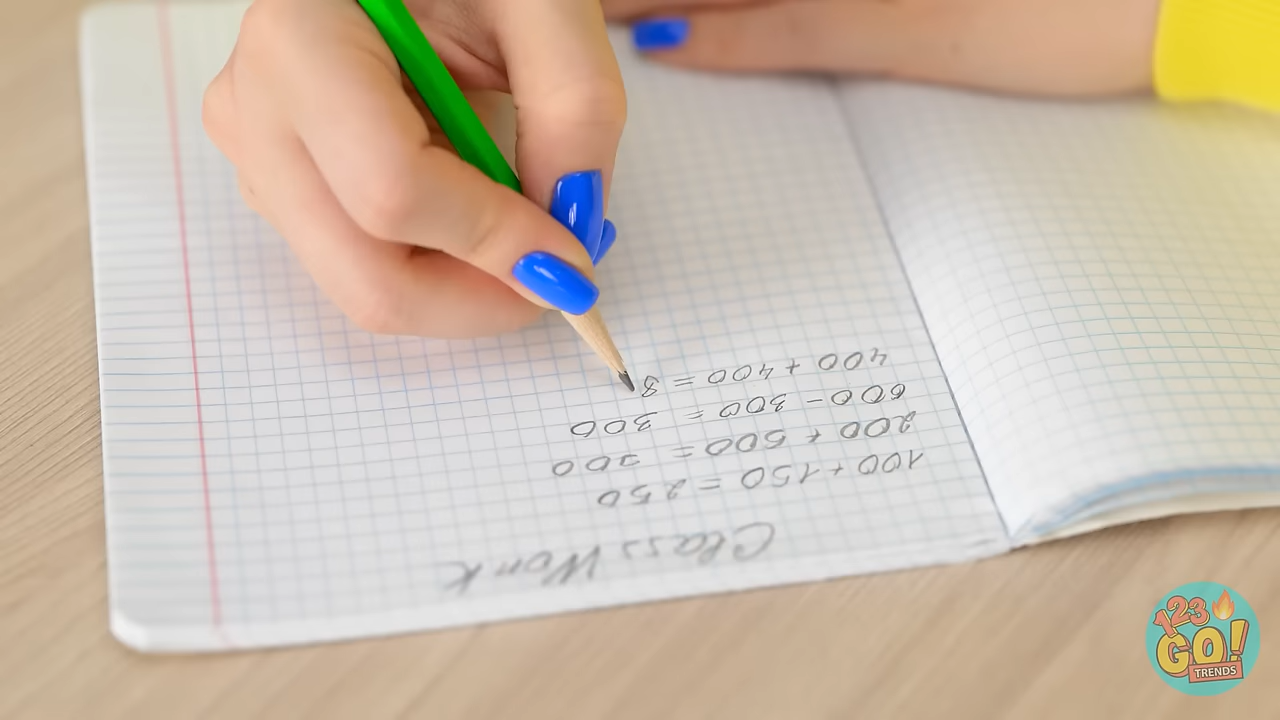 Class Work
100 + 150 = 250
200 + 500 = 700
600 - 300 = 300
400 + 400 = 8
123
GO!
TRENDS